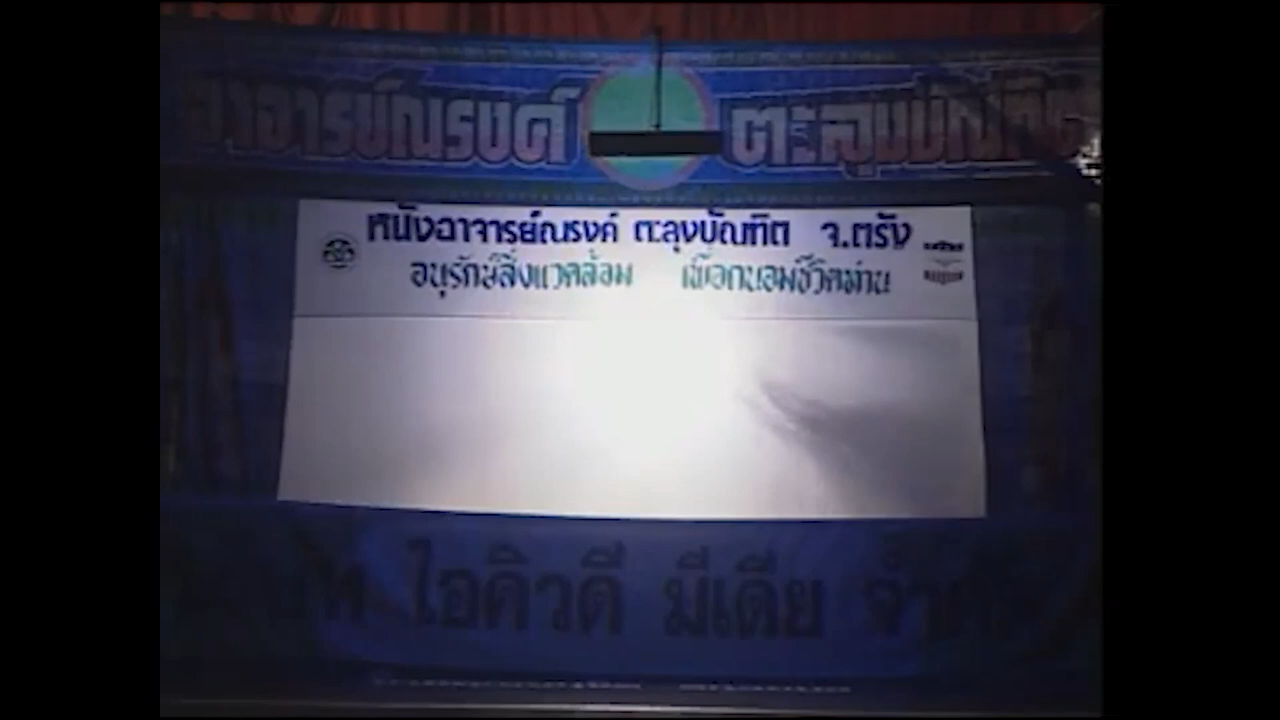 อาจารย์ณรงค์ ตะลุงบัณฑิต
หนังอาจารย์ณรงค์ ตะลุงบัณฑิต จ.ตรัง
อนุรักษ์สิ่งแวดล้อม เพื่อถนอมชีวิตท่าน
ไอคิวดี มีเดีย